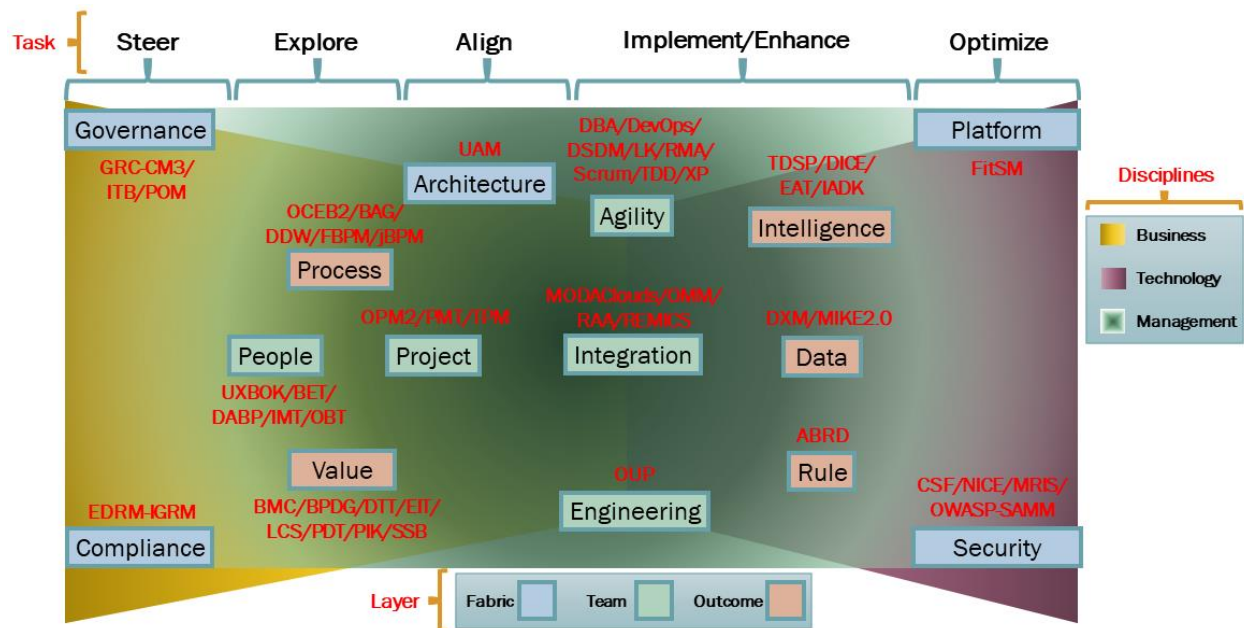 Task
Steer
Explore
Align
Implement/Enhance
Optimize
Governance
GRC-CM3/
ITB/POM
UAM
Architecture
DBA/DevOps/
DSDM/LK/RMA/
Scrum/TDD/XP
Agility
TDSP/DICE/
EAT/IADK
Intelligence
Platform
FitSM
OCEB2/BAG/
DDW/FBPM/jBPM
Process
OPM2/PMT/TPM
Project
People
UXBOK/BET/
DABP/IMT/OBT
MODAClouds/OMM/
RAA/REMICS
Integration
DXM/MIKE2.0
Data
ABRD
Rule
Value
BMC/BPDG/DTT/EIT/
LCS/PDT/PIK/SSB
OUP
Engineering
EDRM-IGRM
Compliance
CSF/NICE/MRIS/
OWASP-SAMM
Security
Disciplines
Business
Technology
Management
Layer
Fabric
Team
Outcome